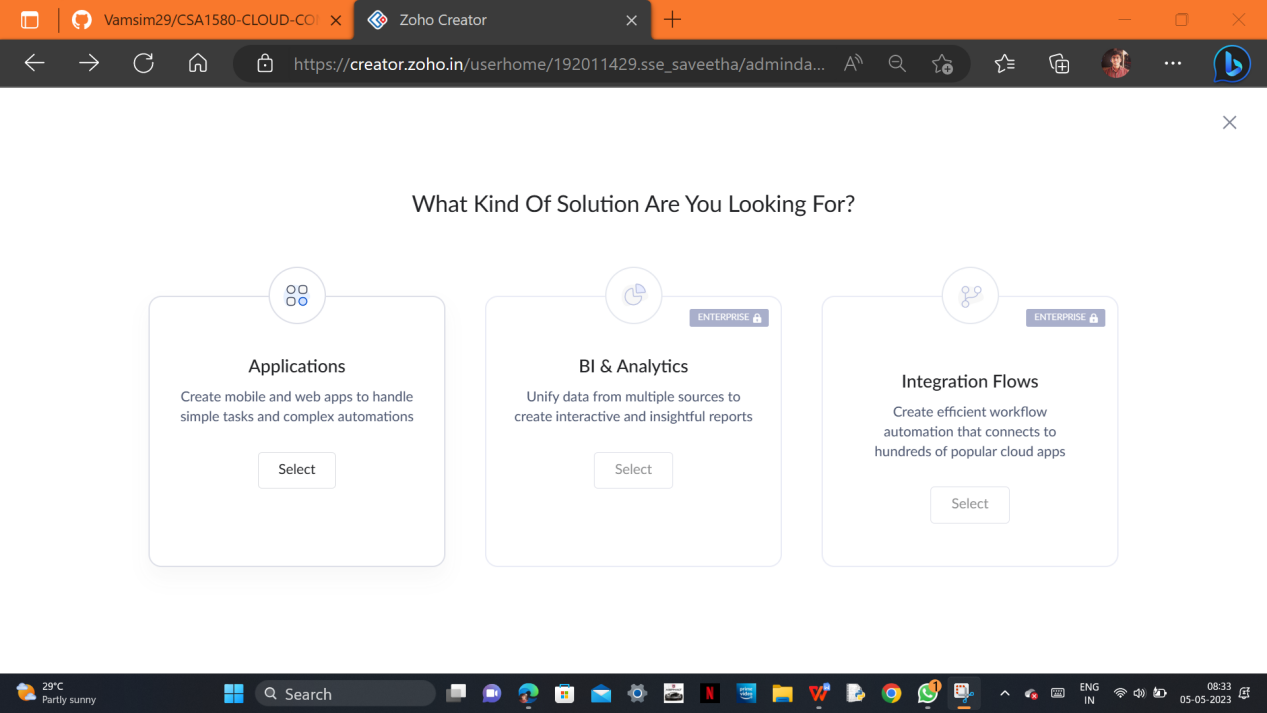 Vamsim29/CSA1580-CLOUD-CO
Zoho Creator
https://creator.zoho.in/userhome/192011429.sse_saveetha/adminda...
What Kind Of Solution Are You Looking For?
Applications
Create mobile and web apps to handle
simple tasks and complex automations
Select
ENTERPRISE
BI & Analytics
Unify data from multiple sources to
create interactive and insightful reports
Select
ENTERPRISE
Integration Flows
Create efficient workflow
automation that connects to
hundreds of popular cloud apps
Select
29°C
Partly sunny
Search
1
ENG
IN
08:33
05-05-2023